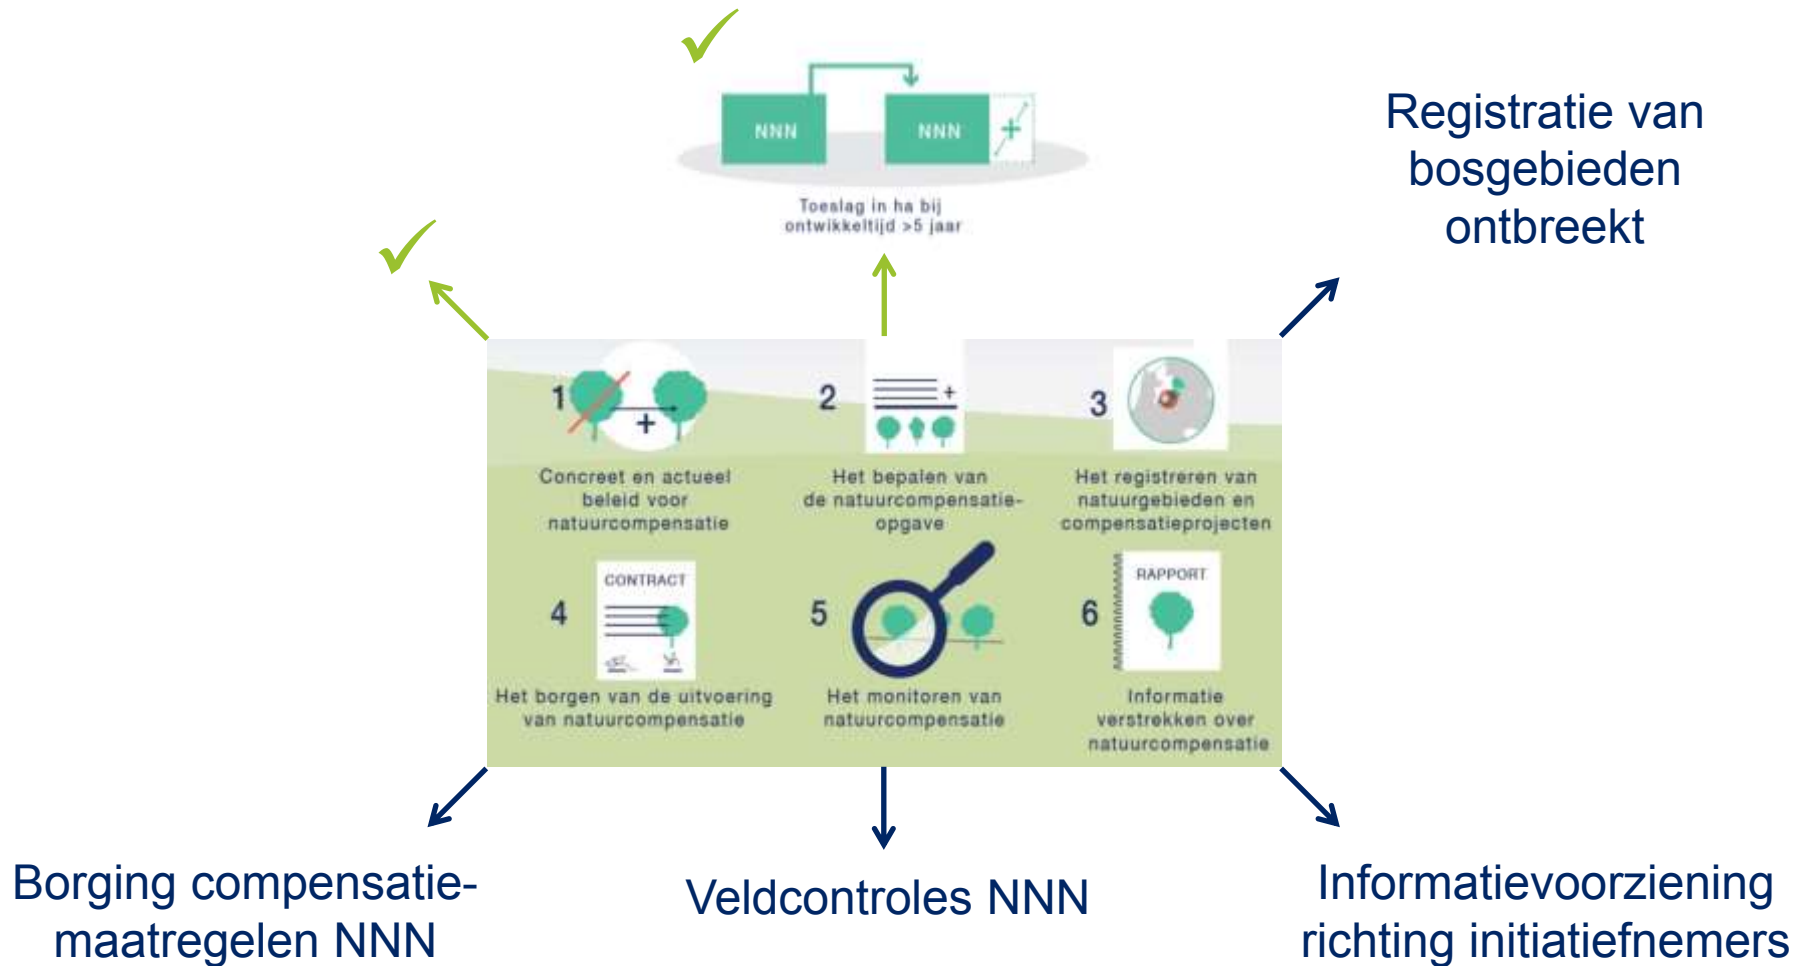 NNN
NNN
+
Toeslag in ha bij
ontwikkeltijd >5 jaar
Registratie van
bosgebieden
ontbreekt
1
+
Concreet en actueel
beleid voor
natuurcompensatie
2
+
Het bepalen van
de natuurcompensatie-
opgave
3
Het registreren van
natuurgebieden en
compensatieprojecten
4
CONTRACT
Het borgen van de uitvoering
van natuurcompensatie
5
Het monitoren van
natuurcompensatie
6
RAPPORT
Informatie
verstrekken over
natuurcompensatie
Borging compensatie-
maatregelen NNN
Veldcontroles NNN
Informatievoorziening
richting initiatiefnemers